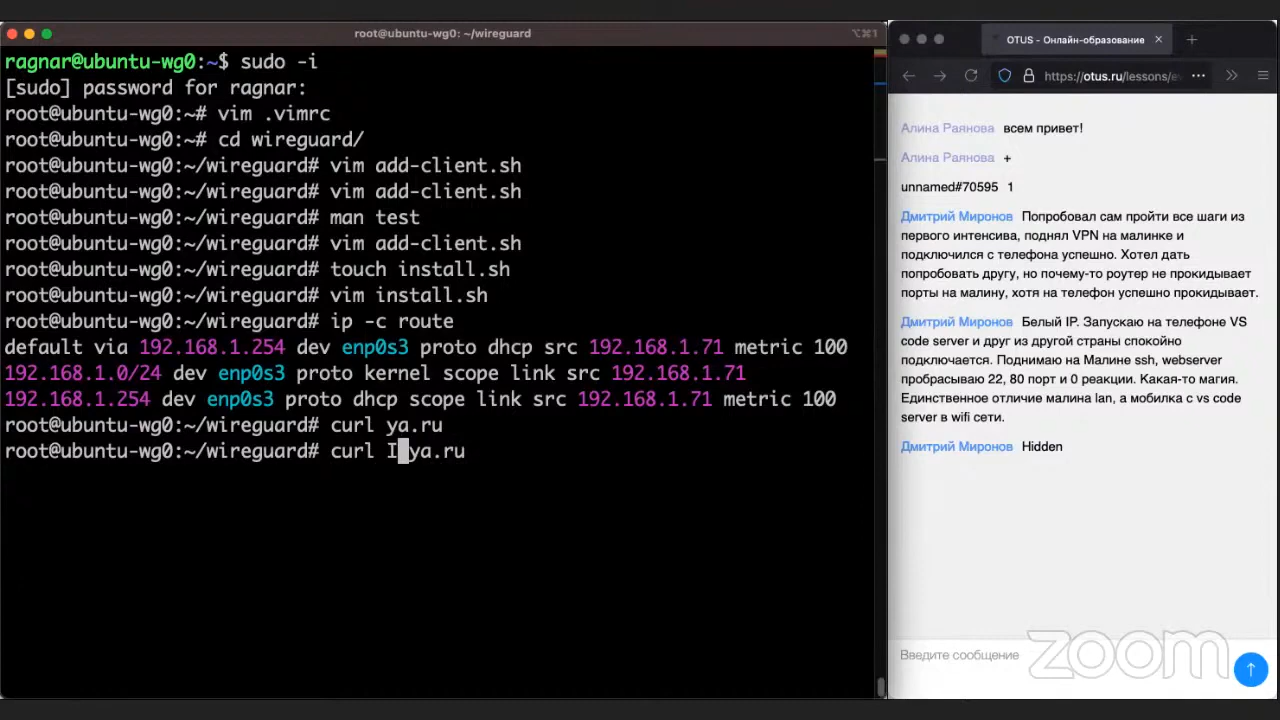 root@ubuntu-wg0: ~/wireguard
⌥⌘1
ragnar@ubuntu-wg0:~$ sudo -i
[sudo] password for ragnar:
root@ubuntu-wg0:~# vim .vimrc
root@ubuntu-wg0:~# cd wireguard/
root@ubuntu-wg0:~/wireguard# vim add-client.sh
root@ubuntu-wg0:~/wireguard# vim add-client.sh
root@ubuntu-wg0:~/wireguard# man test
root@ubuntu-wg0:~/wireguard# vim add-client.sh
root@ubuntu-wg0:~/wireguard# touch install.sh
root@ubuntu-wg0:~/wireguard# vim install.sh
root@ubuntu-wg0:~/wireguard# ip -c route
default via 192.168.1.254 dev enp0s3 proto dhcp src 192.168.1.71 metric 100
192.168.1.0/24 dev enp0s3 proto kernel scope link src 192.168.1.71
192.168.1.254 dev enp0s3 proto dhcp scope link src 192.168.1.71 metric 100
root@ubuntu-wg0:~/wireguard# curl ya.ru
root@ubuntu-wg0:~/wireguard# curl I ya.ru
OTUS - Онлайн-образование
https://otus.ru/lessons/ev
Алина Раянова всем привет!
Алина Раянова +
unnamed#70595 1
Дмитрий Миронов Попробовал сам пройти все шаги из
первого интенсива, поднял VPN на малинке и
подключился с телефона успешно. Хотел дать
попробовать другу, но почему-то роутер не прокидывает
порты на малину, хотя на телефон успешно прокидывает.
Дмитрий Миронов Белый IP. Запускаю на телефоне VS
code server и друг из другой страны спокойно
подключается. Поднимаю на Малине ssh, webserver
пробрасываю 22, 80 порт и 0 реакции. Какая-то магия.
Единственное отличие малина lan, а мобилка с vs code
server в wifi сети.
Дмитрий Миронов Hidden
Введите сообщение
zoom